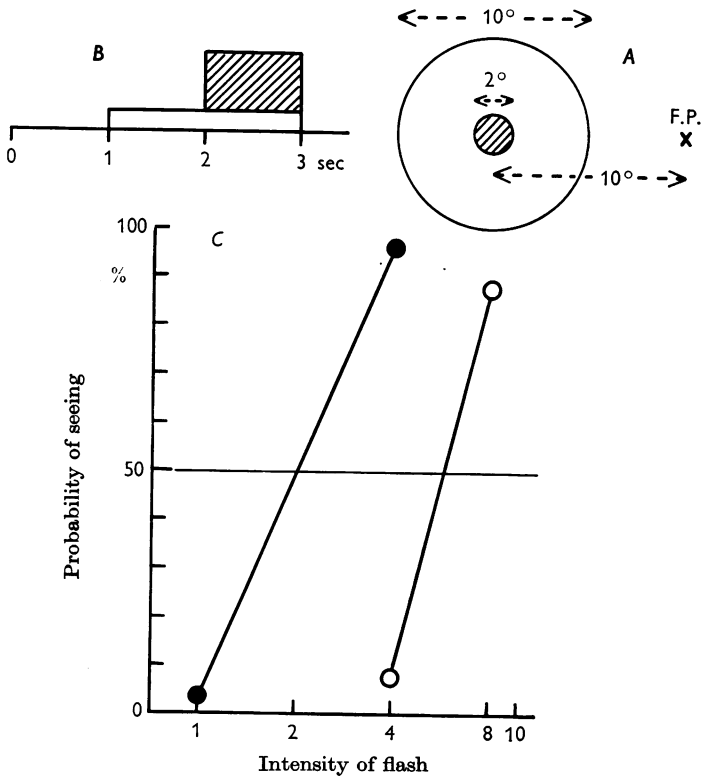 B
0 1 2 3 sec
10°
A
2°
F.P.
x
10°
C
100
%
50
0
Probability of seeing
1 2 4 8 10
Intensity of flash